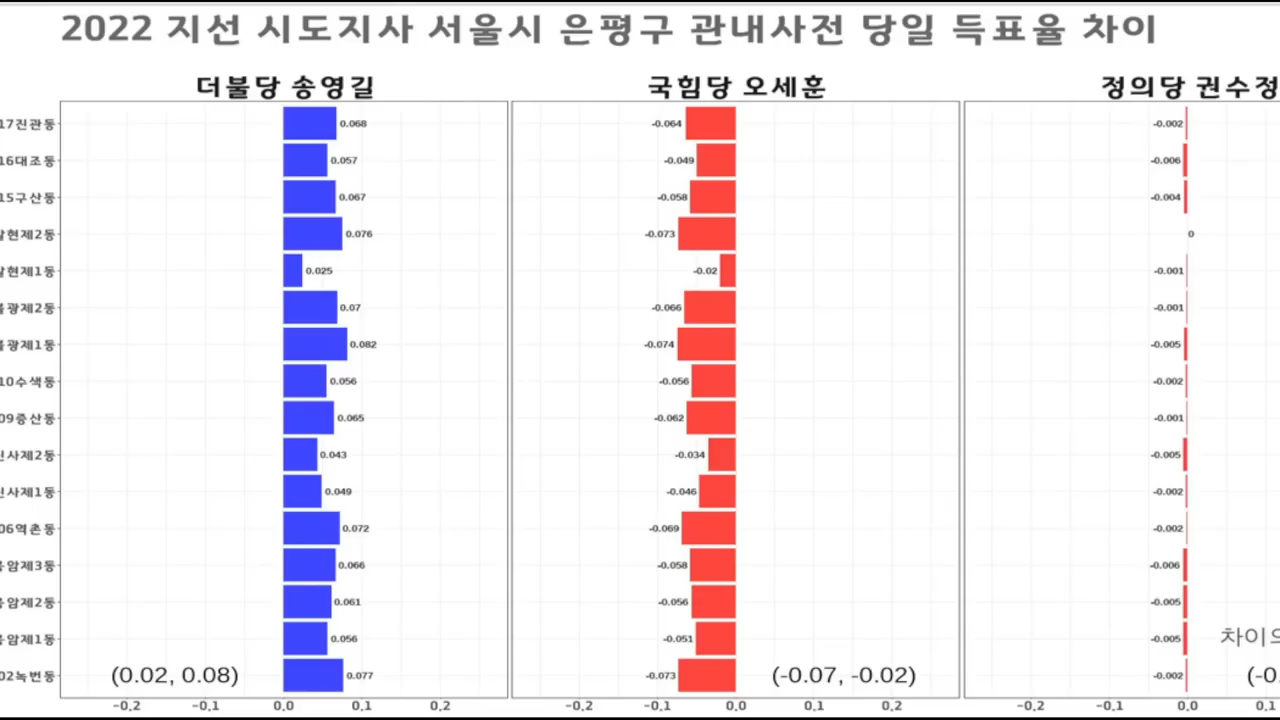 2022 지선 시도지사 서울시 은평구 관내사전 당일 득표율 차이
더불당 송영길 국힘당 오세훈 정의당 권수정
17진관동 0.068 -0.064 -0.002
16대조동 0.057 -0.049 -0.006
15구산동 0.067 -0.058 -0.004
현제2동 0.076 -0.073 0
현제1동 0.025 -0.02 -0.001
광제2동 0.07 -0.066 -0.001
광제1동 0.082 -0.074 -0.005
10수색동 0.056 -0.056 -0.002
09증산동 0.065 -0.062 -0.001
사제2동 0.043 -0.034 -0.005
사제1동 0.049 -0.046 -0.002
06역촌동 0.072 -0.069 -0.002
암제3동 0.066 -0.058 -0.006
암제2동 0.061 -0.056 -0.005
암제1동 0.056 -0.051 -0.005 차이의
02녹번동 (0.02, 0.08) 0.077 -0.073 (-0.07, -0.02) -0.002 (-0.
-0.2 -0.1 0.0 0.1 0.2 -0.2 -0.1 0.0 0.1 0.2 -0.2 -0.1 0.0 0.1